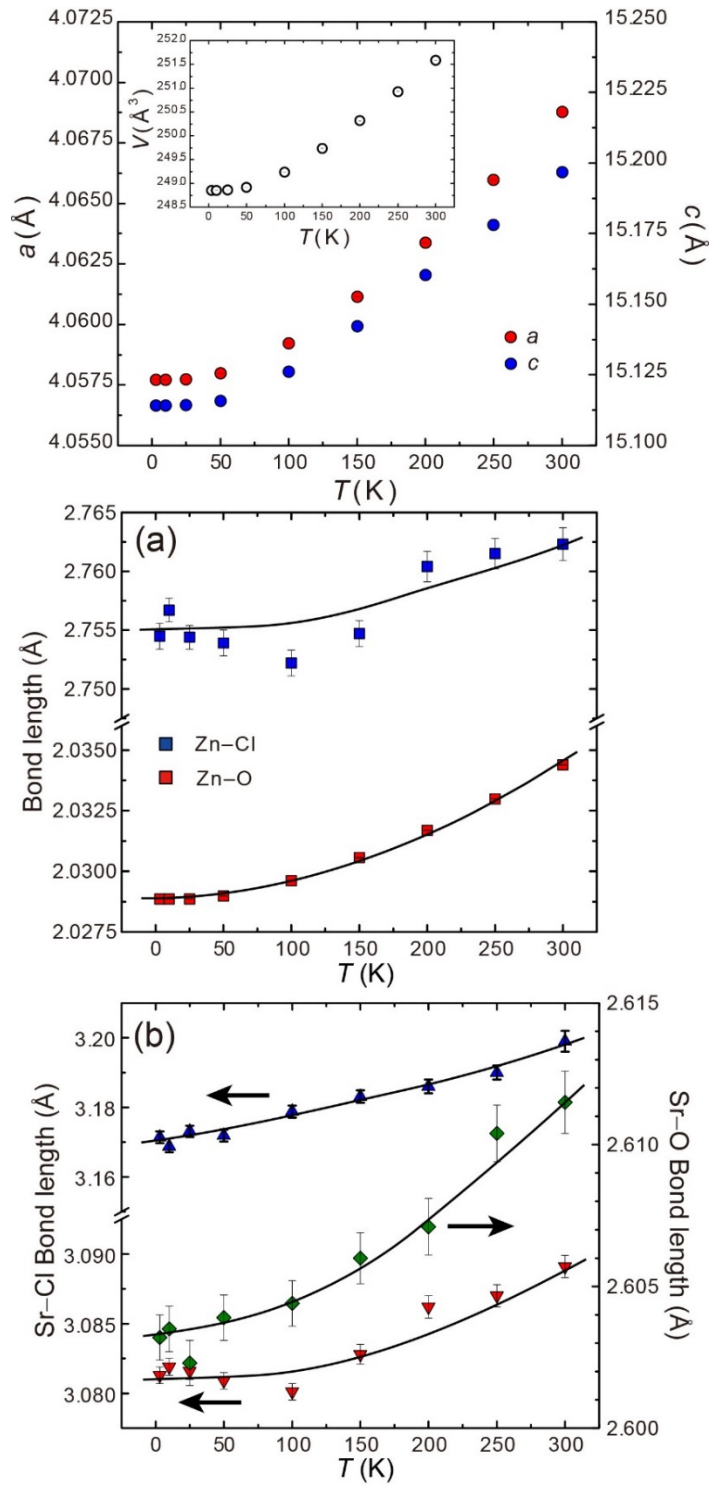 4.0725
4.0700
4.0675
4.0650
4.0625
4.0600
4.0575
4.0550
a(Å)
15.250
15.225
15.200
15.175
15.150
15.125
15.100
c(Å)
252.0
251.5
251.0
250.5
250.0
249.5
249.0
248.5
V(Å³)
0 50 100 150 200 250 300
T(K)
a
c
0 50 100 150 200 250 300
T(K)
(a)
2.765
2.760
2.755
2.750
2.0350
2.0325
2.0300
2.0275
Bond length (Å)
Zn–Cl
Zn–O
0 50 100 150 200 250 300
T (K)
(b)
3.20
3.18
3.16
3.090
3.085
3.080
Sr–Cl Bond length (Å)
2.615
2.610
2.605
2.600
Sr–O Bond length (Å)
0 50 100 150 200 250 300
T (K)